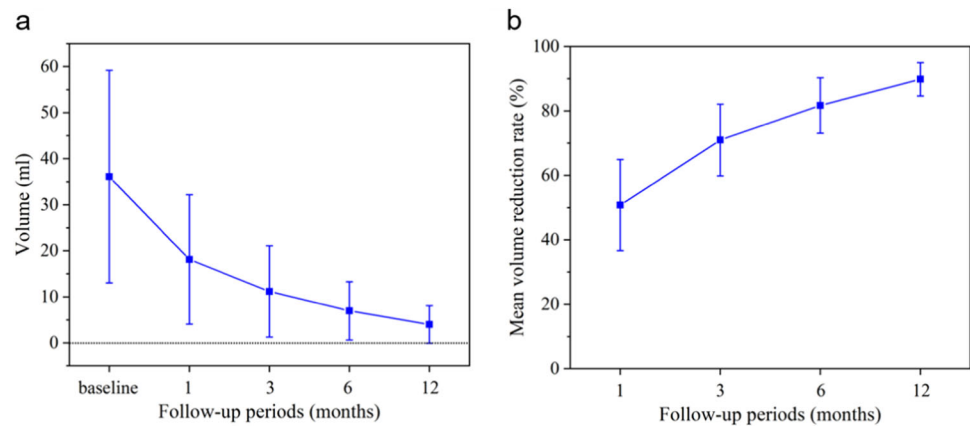 a
Volume (ml)
60
50
40
30
20
10
0
baseline 1 3 6 12
Follow-up periods (months)
b
Mean volume reduction rate (%)
100
80
60
40
20
0
1 3 6 12
Follow-up periods (months)